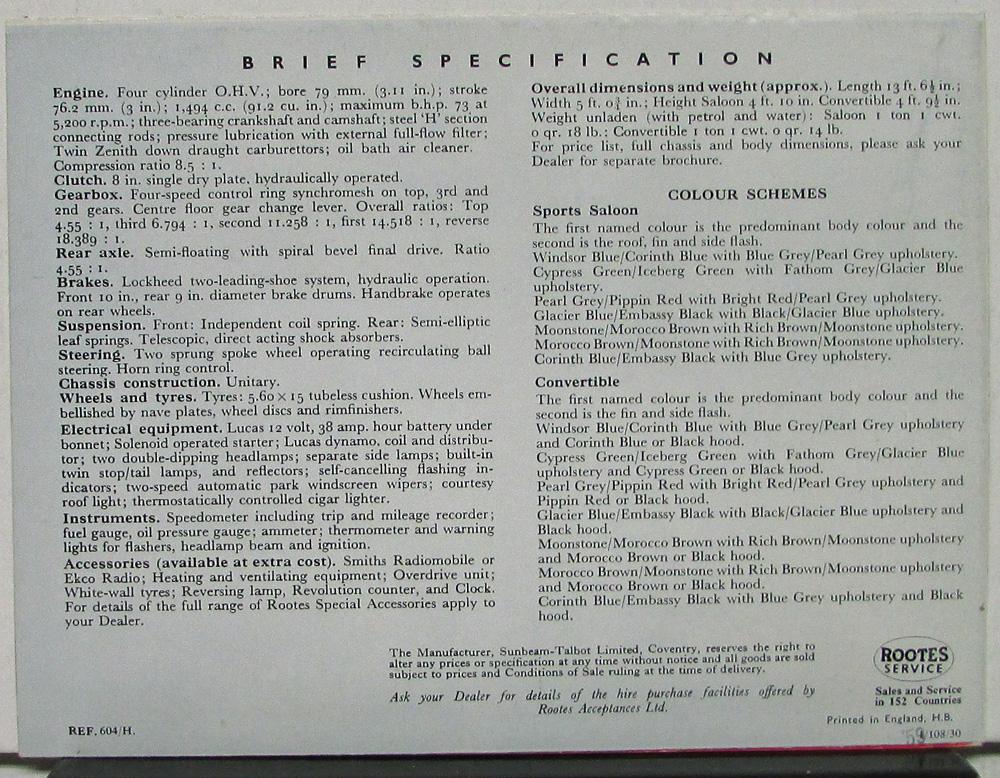 BRIEF SPECIFICATION
Engine. Four cylinder O.H.V.; bore 79 mm. (3.11 in.); stroke
76.2 mm. (3 in.); 1,494 c.c. (91.2 cu. in.); maximum b.h.p. 73 at
5,200 r.p.m.; three-bearing crankshaft and camshaft; steel 'H' section
connecting rods; pressure lubrication with external full-flow filter;
Twin Zenith down draught carburettors; oil bath air cleaner.
Compression ratio 8.5 : 1.
Clutch. 8 in. single dry plate, hydraulically operated.
Gearbox. Four-speed control ring synchromesh on top, 3rd and
2nd gears. Centre floor gear change lever. Overall ratios: Top
4.55 : 1, third 6.794 : 1, second 11.258 : 1, first 14.518 : 1, reverse
18.389 : 1.
Rear axle. Semi-floating with spiral bevel final drive. Ratio
4.55 : 1.
Brakes. Lockheed two-leading-shoe system, hydraulic operation.
Front 10 in., rear 9 in. diameter brake drums. Handbrake operates
on rear wheels.
Suspension. Front: Independent coil spring. Rear: Semi-elliptic
leaf springs. Telescopic, direct acting shock absorbers.
Steering. Two sprung spoke wheel operating recirculating ball
steering. Horn ring control.
Chassis construction. Unitary.
Wheels and tyres. Tyres: 5.60 × 15 tubeless cushion. Wheels em-
bellished by nave plates, wheel discs and rimfinishers.
Electrical equipment. Lucas 12 volt, 38 amp. hour battery under
bonnet; Solenoid operated starter; Lucas dynamo, coil and distribu-
tor; two double-dipping headlamps; separate side lamps; built-in
twin stop/tail lamps, and reflectors; self-cancelling flashing in-
dicators; two-speed automatic park windscreen wipers; courtesy
roof light; thermostatically controlled cigar lighter.
Instruments. Speedometer including trip and mileage recorder;
fuel gauge, oil pressure gauge; ammeter; thermometer and warning
lights for flashers, headlamp beam and ignition.
Accessories (available at extra cost). Smiths Radiomobile or
Ekco Radio; Heating and ventilating equipment; Overdrive unit;
White-wall tyres; Reversing lamp, Revolution counter, and Clock.
For details of the full range of Rootes Special Accessories apply to
your Dealer.
Overall dimensions and weight (approx.). Length 13 ft. 6½ in.;
Width 5 ft. 0¾ in.; Height Saloon 4 ft. 10 in. Convertible 4 ft. 9½ in.
Weight unladen (with petrol and water): Saloon 1 ton 1 cwt.
0 qr. 18 lb.: Convertible 1 ton 1 cwt. 0 qr. 14 lb.
For price list, full chassis and body dimensions, please ask your
Dealer for separate brochure.
COLOUR SCHEMES
Sports Saloon
The first named colour is the predominant body colour and the
second is the roof, fin and side flash.
Windsor Blue/Corinth Blue with Blue Grey/Pearl Grey upholstery.
Cypress Green/Iceberg Green with Fathom Grey/Glacier Blue
upholstery.
Pearl Grey/Pippin Red with Bright Red/Pearl Grey upholstery.
Glacier Blue/Embassy Black with Black/Glacier Blue upholstery.
Moonstone/Morocco Brown with Rich Brown/Moonstone upholstery.
Morocco Brown/Moonstone with Rich Brown/Moonstone upholstery.
Corinth Blue/Embassy Black with Blue Grey upholstery.
Convertible
The first named colour is the predominant body colour and the
second is the fin and side flash.
Windsor Blue/Corinth Blue with Blue Grey/Pearl Grey upholstery
and Corinth Blue or Black hood.
Cypress Green/Iceberg Green with Fathom Grey/Glacier Blue
upholstery and Cypress Green or Black hood.
Pearl Grey/Pippin Red with Bright Red/Pearl Grey upholstery and
Pippin Red or Black hood.
Glacier Blue/Embassy Black with Black/Glacier Blue upholstery and
Black hood.
Moonstone/Morocco Brown with Rich Brown/Moonstone upholstery
and Morocco Brown or Black hood.
Morocco Brown/Moonstone with Rich Brown/Moonstone upholstery
and Morocco Brown or Black hood.
Corinth Blue/Embassy Black with Blue Grey upholstery and Black
hood.
The Manufacturer, Sunbeam-Talbot Limited, Coventry, reserves the right to
alter any prices or specification at any time without notice and all goods are sold
subject to prices and Conditions of Sale ruling at the time of delivery.
Ask your Dealer for details of the hire purchase facilities offered by
Rootes Acceptances Ltd.
ROOTES
SERVICE
Sales and Service
in 152 Countries
Printed in England, H.B.
REF. 604/H.
/108/30